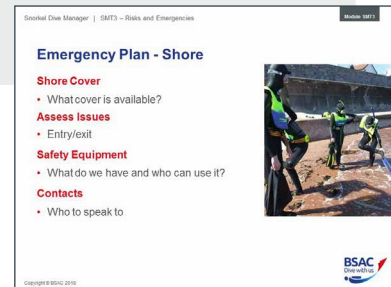 Snorkel Dive Manager | SMT3 – Risks and Emergencies
Module SMT3
Emergency Plan - Shore
Shore Cover
• What cover is available?
Assess Issues
• Entry/exit
Safety Equipment
• What do we have and who can use it?
Contacts
• Who to speak to
BSAC
Dive with us
Copyright © BSAC 2018